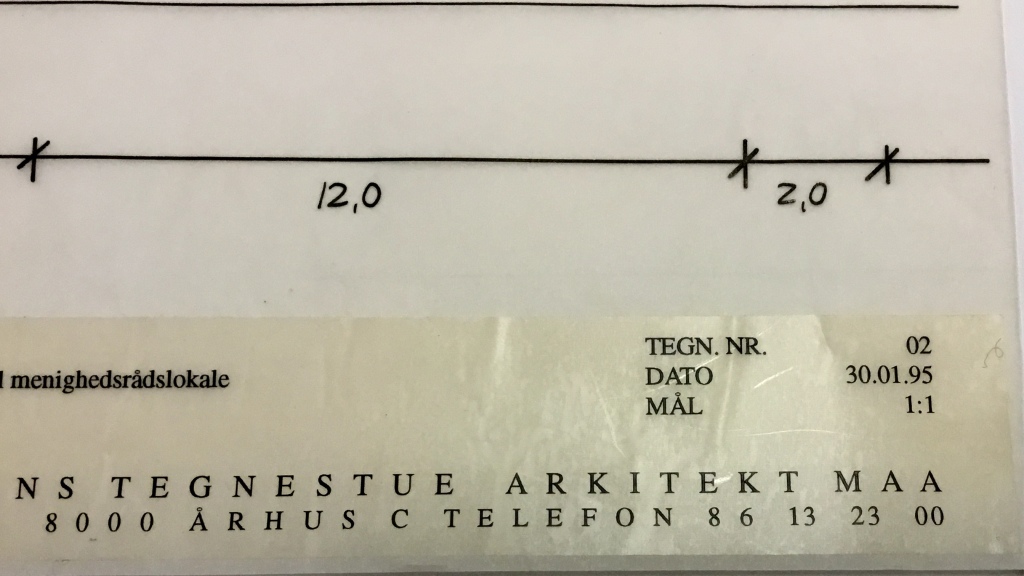 12,0 2,0
menighedsrådslokale
TEGN. NR. 02
DATO 30.01.95
MÅL 1:1
NS TEGNESTUE ARKITEKT MAA
8000 ÅRHUS C TELEFON 86 13 23 00